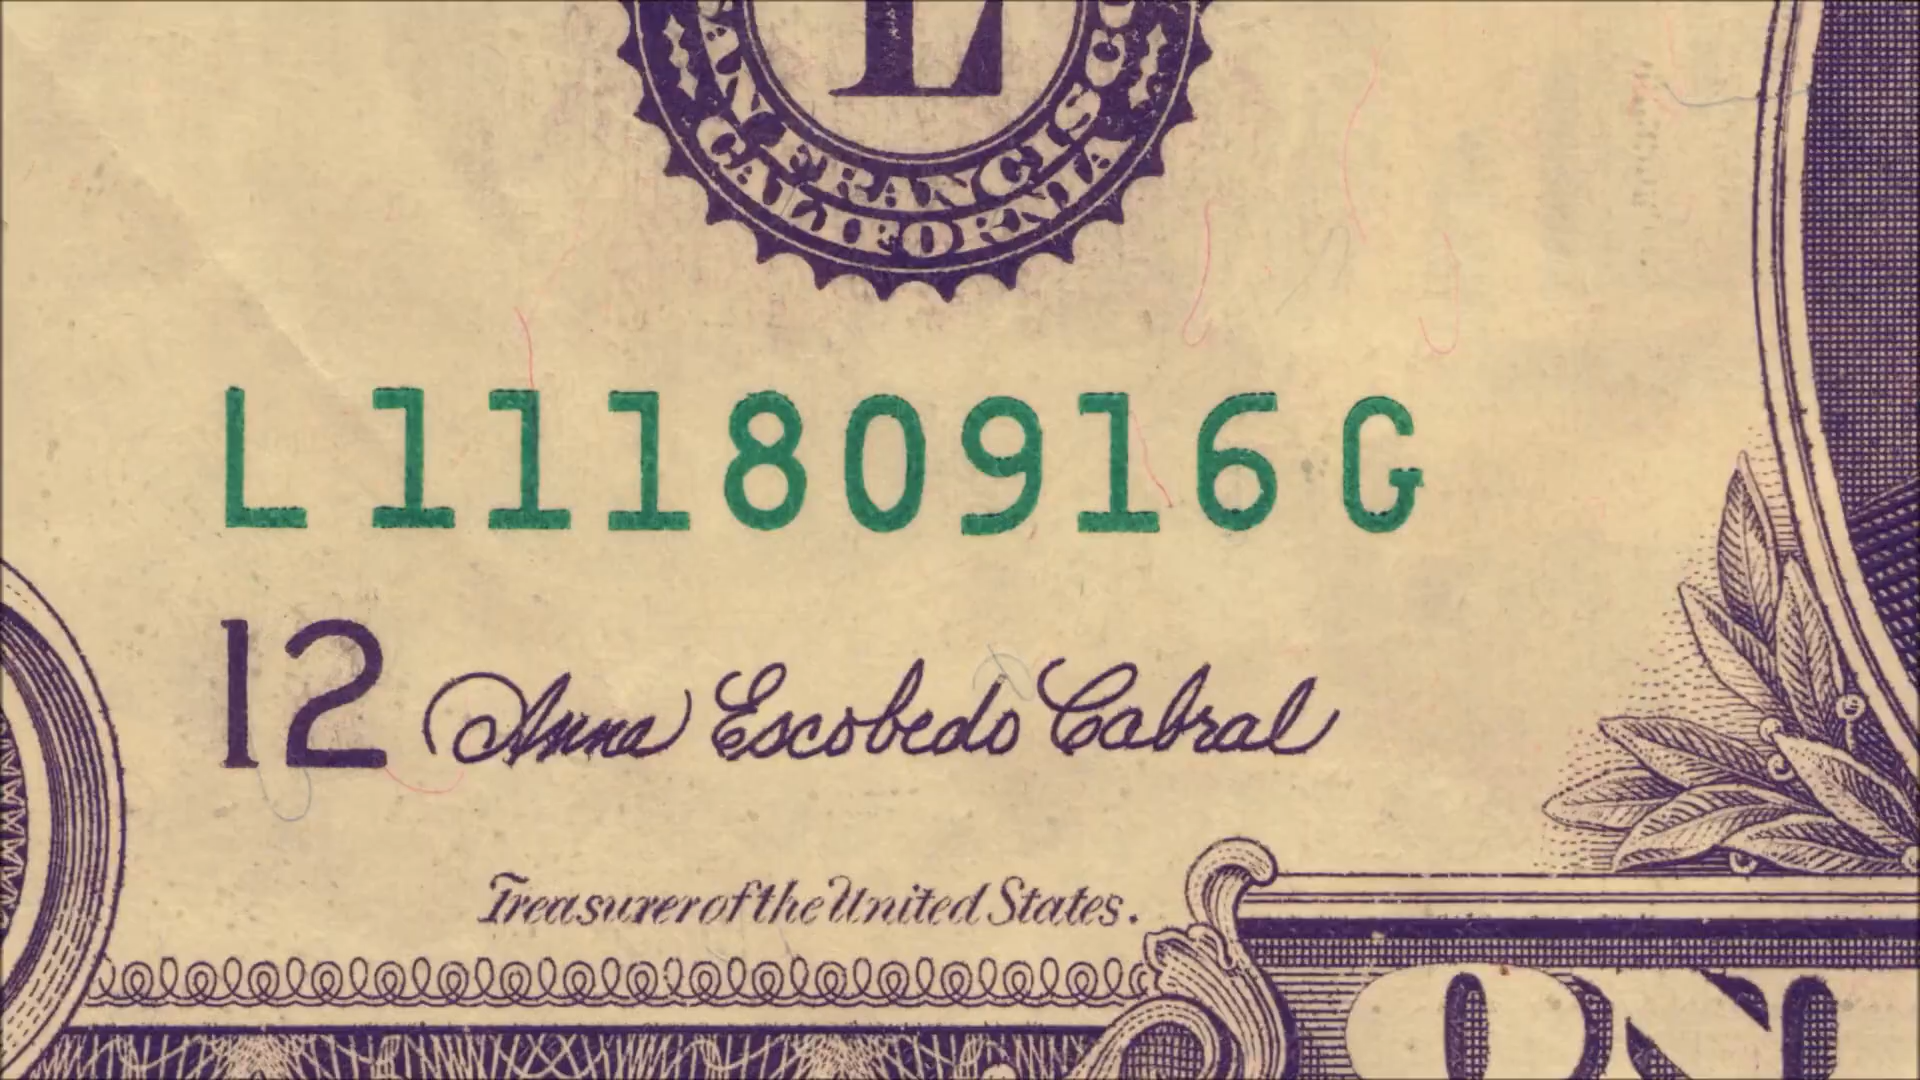 L
SAN FRANCISCO
CALIFORNIA
L 11180916 G
12
Anna Escobedo Cabral
Treasurer of the United States.
ON